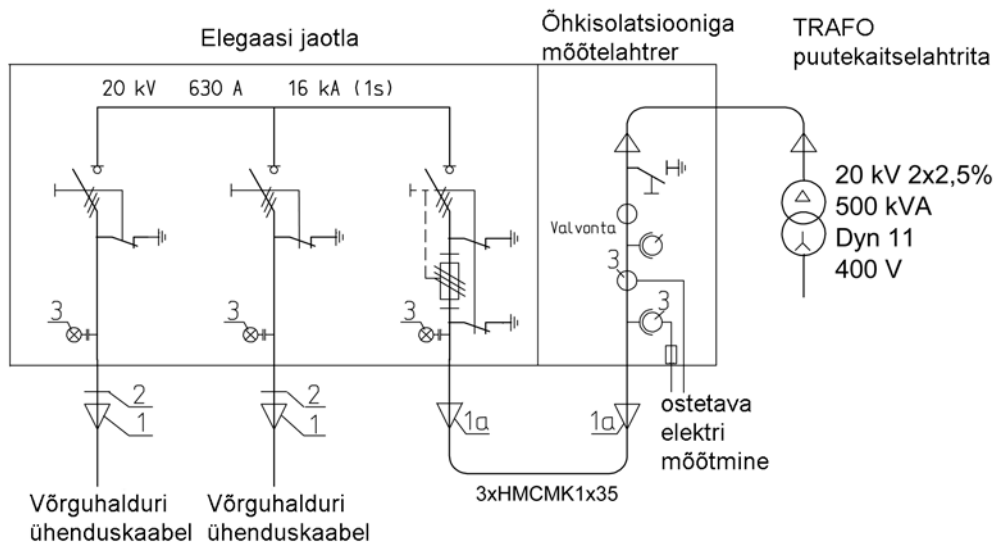 Elegaasi jaotla
Õhkisolatsiooniga
mõõtelahtrer
TRAFO
puutekaitselahtrita
20 kV 630 A 16 kA (1s)
Valvonta
3
3
3
3
3
20 kV 2x2,5%
500 kVA
Dyn 11
400 V
2
1
2
1
1a
1a
ostetava
elektri
mõõtmine
3xHMCMK1x35
Võrguhalduri
ühenduskaabel
Võrguhalduri
ühenduskaabel